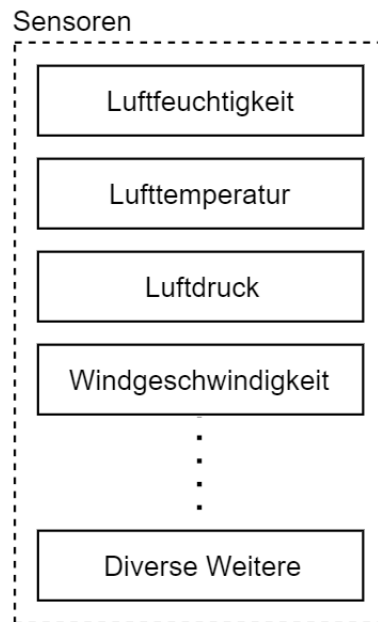 Sensoren
Luftfeuchtigkeit
Lufttemperatur
Luftdruck
Windgeschwindigkeit
Diverse Weitere